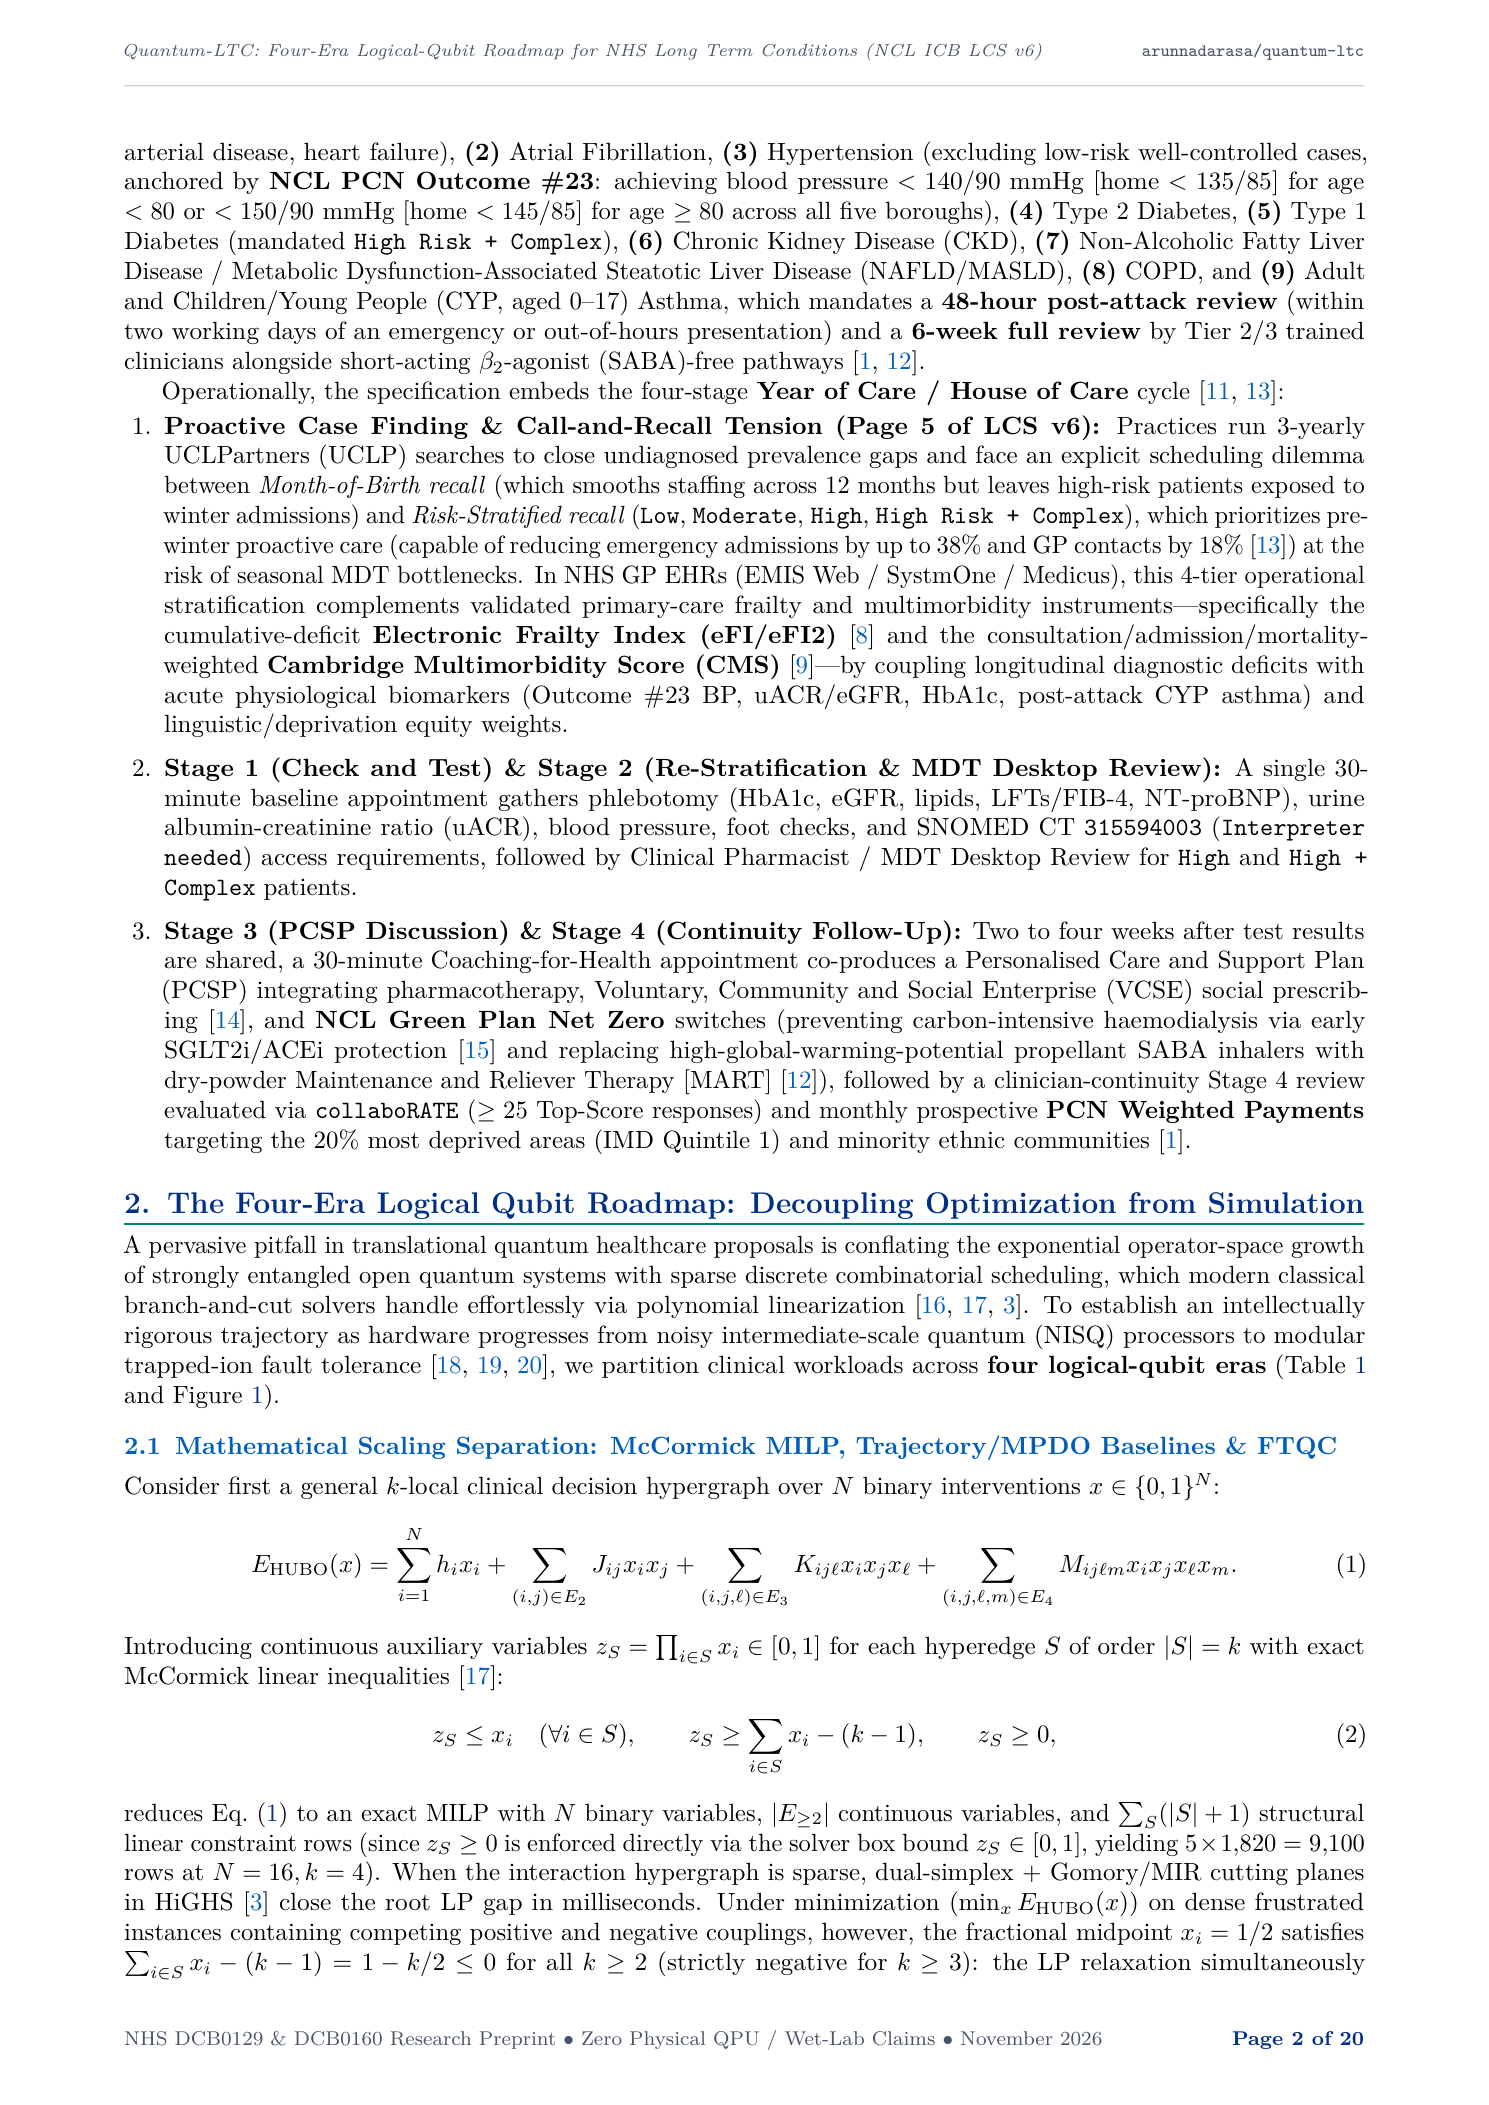 Quantum-LTC: Four-Era Logical-Qubit Roadmap for NHS Long Term Conditions (NCL ICB LCS v6) arunnadarasa/quantum-ltc
arterial disease, heart failure), (2) Atrial Fibrillation, (3) Hypertension (excluding low-risk well-controlled cases,
anchored by NCL PCN Outcome #23: achieving blood pressure < 140/90 mmHg [home < 135/85] for age
< 80 or < 150/90 mmHg [home < 145/85] for age ≥ 80 across all five boroughs), (4) Type 2 Diabetes, (5) Type 1
Diabetes (mandated High Risk + Complex), (6) Chronic Kidney Disease (CKD), (7) Non-Alcoholic Fatty Liver
Disease / Metabolic Dysfunction-Associated Steatotic Liver Disease (NAFLD/MASLD), (8) COPD, and (9) Adult
and Children/Young People (CYP, aged 0–17) Asthma, which mandates a 48-hour post-attack review (within
two working days of an emergency or out-of-hours presentation) and a 6-week full review by Tier 2/3 trained
clinicians alongside short-acting β₂-agonist (SABA)-free pathways [1, 12].
Operationally, the specification embeds the four-stage Year of Care / House of Care cycle [11, 13]:
1. Proactive Case Finding & Call-and-Recall Tension (Page 5 of LCS v6): Practices run 3-yearly
UCLPartners (UCLP) searches to close undiagnosed prevalence gaps and face an explicit scheduling dilemma
between Month-of-Birth recall (which smooths staffing across 12 months but leaves high-risk patients exposed to
winter admissions) and Risk-Stratified recall (Low, Moderate, High, High Risk + Complex), which prioritizes pre-
winter proactive care (capable of reducing emergency admissions by up to 38% and GP contacts by 18% [13]) at the
risk of seasonal MDT bottlenecks. In NHS GP EHRs (EMIS Web / SystmOne / Medicus), this 4-tier operational
stratification complements validated primary-care frailty and multimorbidity instruments—specifically the
cumulative-deficit Electronic Frailty Index (eFI/eFI2) [8] and the consultation/admission/mortality-
weighted Cambridge Multimorbidity Score (CMS) [9]—by coupling longitudinal diagnostic deficits with
acute physiological biomarkers (Outcome #23 BP, uACR/eGFR, HbA1c, post-attack CYP asthma) and
linguistic/deprivation equity weights.
2. Stage 1 (Check and Test) & Stage 2 (Re-Stratification & MDT Desktop Review): A single 30-
minute baseline appointment gathers phlebotomy (HbA1c, eGFR, lipids, LFTs/FIB-4, NT-proBNP), urine
albumin-creatinine ratio (uACR), blood pressure, foot checks, and SNOMED CT 315594003 (Interpreter
needed) access requirements, followed by Clinical Pharmacist / MDT Desktop Review for High and High +
Complex patients.
3. Stage 3 (PCSP Discussion) & Stage 4 (Continuity Follow-Up): Two to four weeks after test results
are shared, a 30-minute Coaching-for-Health appointment co-produces a Personalised Care and Support Plan
(PCSP) integrating pharmacotherapy, Voluntary, Community and Social Enterprise (VCSE) social prescrib-
ing [14], and NCL Green Plan Net Zero switches (preventing carbon-intensive haemodialysis via early
SGLT2i/ACEi protection [15] and replacing high-global-warming-potential propellant SABA inhalers with
dry-powder Maintenance and Reliever Therapy [MART] [12]), followed by a clinician-continuity Stage 4 review
evaluated via collaboRATE (≥ 25 Top-Score responses) and monthly prospective PCN Weighted Payments
targeting the 20% most deprived areas (IMD Quintile 1) and minority ethnic communities [1].
2. The Four-Era Logical Qubit Roadmap: Decoupling Optimization from Simulation
A pervasive pitfall in translational quantum healthcare proposals is conflating the exponential operator-space growth
of strongly entangled open quantum systems with sparse discrete combinatorial scheduling, which modern classical
branch-and-cut solvers handle effortlessly via polynomial linearization [16, 17, 3]. To establish an intellectually
rigorous trajectory as hardware progresses from noisy intermediate-scale quantum (NISQ) processors to modular
trapped-ion fault tolerance [18, 19, 20], we partition clinical workloads across four logical-qubit eras (Table 1
and Figure 1).
2.1 Mathematical Scaling Separation: McCormick MILP, Trajectory/MPDO Baselines & FTQC
Consider first a general k-local clinical decision hypergraph over N binary interventions x ∈ {0, 1}^N:
E_HUBO(x) = ∑_{i=1}^{N} h_i x_i + ∑_{(i,j)∈E₂} J_{ij} x_i x_j + ∑_{(i,j,ℓ)∈E₃} K_{ijℓ} x_i x_j x_ℓ + ∑_{(i,j,ℓ,m)∈E₄} M_{ijℓm} x_i x_j x_ℓ x_m. (1)
Introducing continuous auxiliary variables z_S = ∏_{i∈S} x_i ∈ [0, 1] for each hyperedge S of order |S| = k with exact
McCormick linear inequalities [17]:
z_S ≤ x_i (∀i ∈ S), z_S ≥ ∑_{i∈S} x_i − (k − 1), z_S ≥ 0, (2)
reduces Eq. (1) to an exact MILP with N binary variables, |E_{≥2}| continuous variables, and ∑_S(|S| + 1) structural
linear constraint rows (since z_S ≥ 0 is enforced directly via the solver box bound z_S ∈ [0, 1], yielding 5×1,820 = 9,100
rows at N = 16, k = 4). When the interaction hypergraph is sparse, dual-simplex + Gomory/MIR cutting planes
in HiGHS [3] close the root LP gap in milliseconds. Under minimization (min_x E_HUBO(x)) on dense frustrated
instances containing competing positive and negative couplings, however, the fractional midpoint x_i = 1/2 satisfies
∑_{i∈S} x_i − (k − 1) = 1 − k/2 ≤ 0 for all k ≥ 2 (strictly negative for k ≥ 3): the LP relaxation simultaneously
NHS DCB0129 & DCB0160 Research Preprint • Zero Physical QPU / Wet-Lab Claims • November 2026 Page 2 of 20